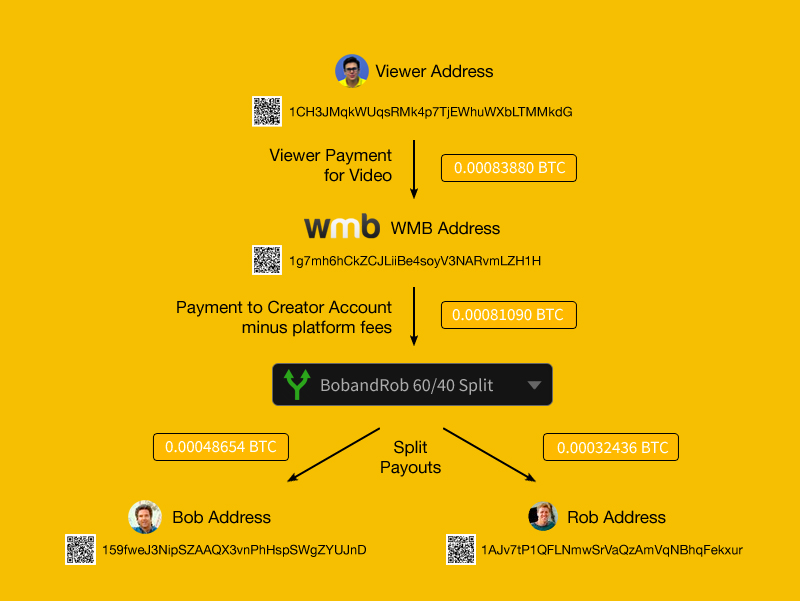 Viewer Address
1CH3JMqkWUqsRMk4p7TjEWhuWXbLTMMkdG
Viewer Payment
for Video
0.00083880 BTC
wmb WMB Address
1g7mh6hCkZCJLiiBe4soyV3NARvmLZH1H
Payment to Creator Account
minus platform fees
0.00081090 BTC
BobandRob 60/40 Split
0.00048654 BTC
Split
Payouts
0.00032436 BTC
Bob Address
159fweJ3NipSZAAQX3vnPhHspSWgZYUJnD
Rob Address
1AJv7tP1QFLNmwSrVaQzAmVqNBhqFekxur